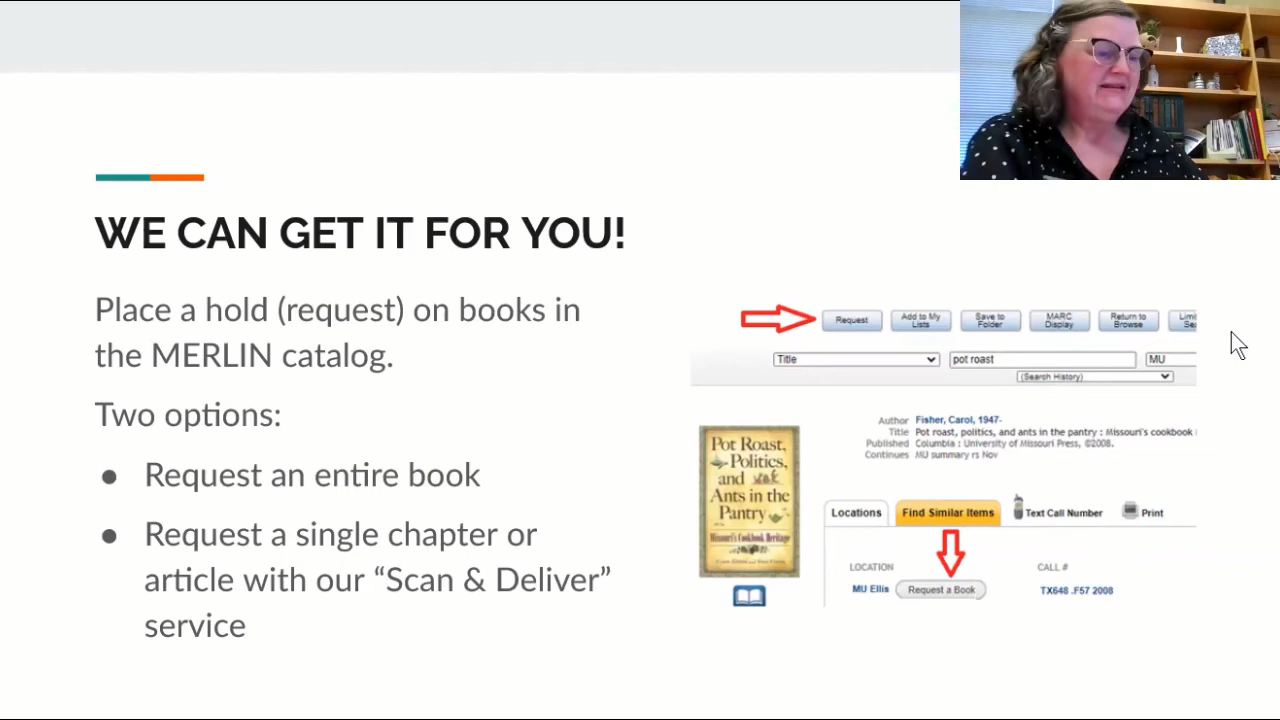 WE CAN GET IT FOR YOU!
Place a hold (request) on books in
the MERLIN catalog.
Two options:
● Request an entire book
● Request a single chapter or
article with our “Scan & Deliver”
service
Request
Add to My
Lists
Save to
Folder
MARC
Display
Return to
Browse
Title
pot roast
MU
(Search History)
Author Fisher, Carol, 1947-
Title Pot roast, politics, and ants in the pantry : Missouri's cookbook
Published Columbia : University of Missouri Press, ©2008.
Continues MU summary rs Nov
Pot Roast,
Politics,
and
Ants in the
Pantry
Missouri's Cookbook Heritage
Locations
Find Similar Items
Text Call Number
Print
LOCATION
CALL #
MU Ellis
Request a Book
TX648 .F57 2008